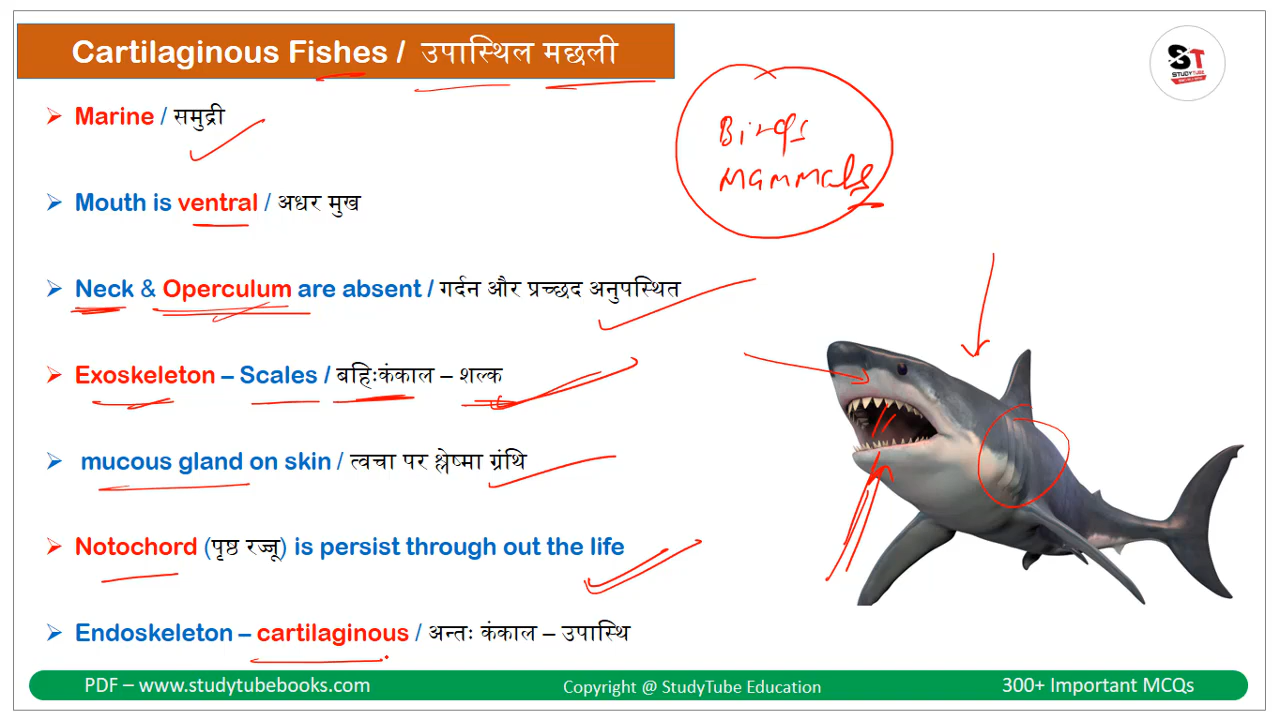 Cartilaginous Fishes / उपास्थिल मछली
ST
STUDYTUBE
Marine / समुद्री
Birds
Mammals
Mouth is ventral / अधर मुख
Neck & Operculum are absent / गर्दन और प्रच्छद अनुपस्थित
Exoskeleton – Scales / बहिःकंकाल – शल्क
mucous gland on skin / त्वचा पर श्लेष्मा ग्रंथि
Notochord (पृष्ठ रज्जू) is persist through out the life
Endoskeleton – cartilaginous / अन्तः कंकाल – उपास्थि
PDF – www.studytubebooks.com
Copyright @ StudyTube Education
300+ Important MCQs